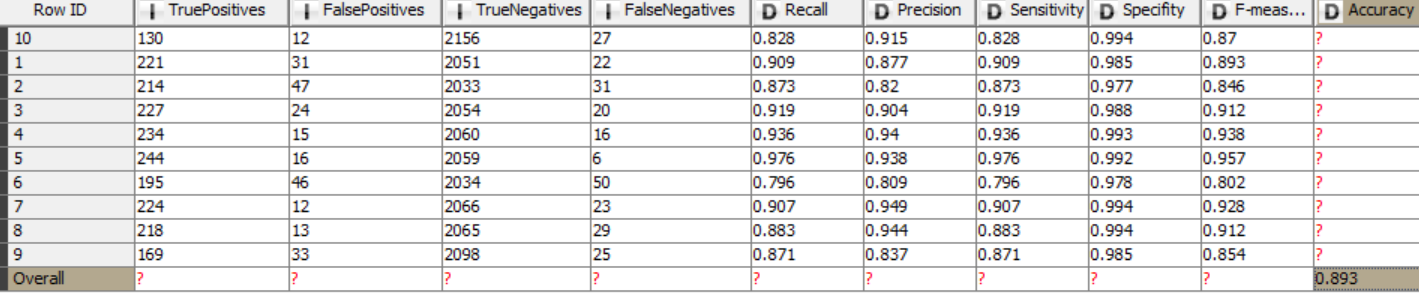 Row ID I TruePositives I FalsePositives I TrueNegatives I FalseNegatives D Recall D Precision D Sensitivity D Specifity D F-meas... D Accuracy
10 130 12 2156 27 0.828 0.915 0.828 0.994 0.87 ?
1 221 31 2051 22 0.909 0.877 0.909 0.985 0.893 ?
2 214 47 2033 31 0.873 0.82 0.873 0.977 0.846 ?
3 227 24 2054 20 0.919 0.904 0.919 0.988 0.912 ?
4 234 15 2060 16 0.936 0.94 0.936 0.993 0.938 ?
5 244 16 2059 6 0.976 0.938 0.976 0.992 0.957 ?
6 195 46 2034 50 0.796 0.809 0.796 0.978 0.802 ?
7 224 12 2066 23 0.907 0.949 0.907 0.994 0.928 ?
8 218 13 2065 29 0.883 0.944 0.883 0.994 0.912 ?
9 169 33 2098 25 0.871 0.837 0.871 0.985 0.854 ?
Overall ? ? ? ? ? ? ? ? ? 0.893